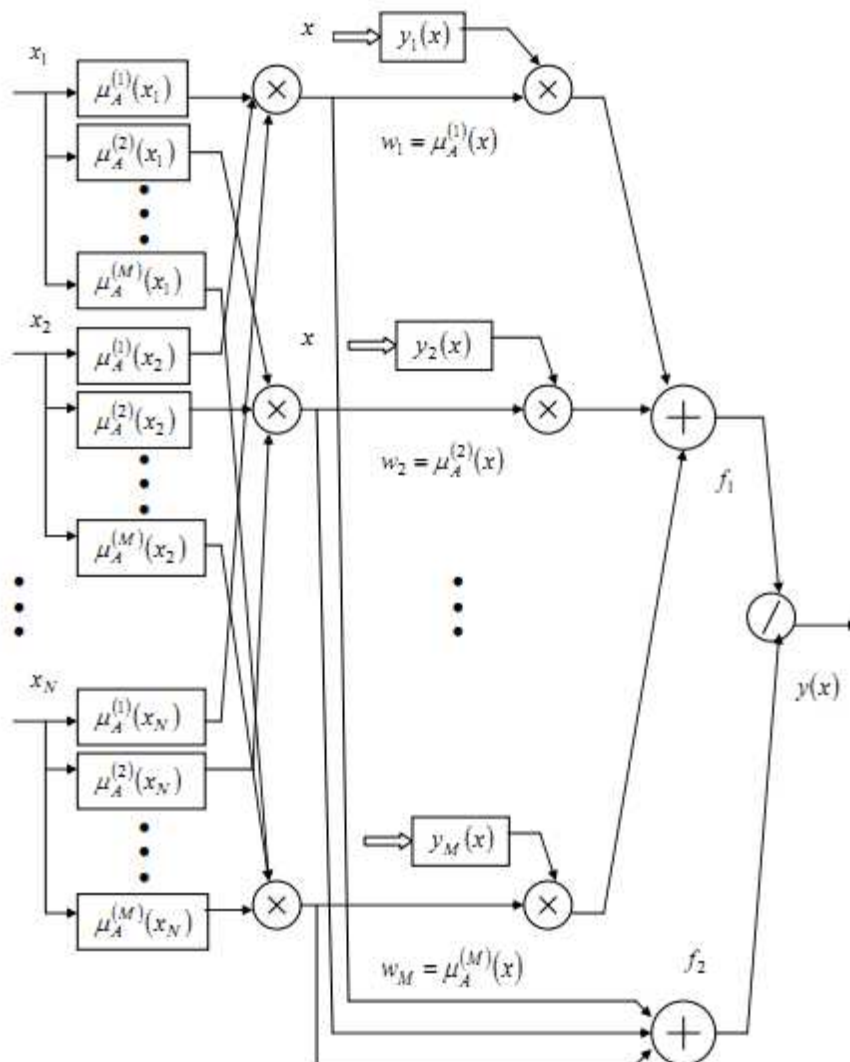 x₁
μ_A^(1)(x₁)
μ_A^(2)(x₁)
μ_A^(M)(x₁)
x₂
μ_A^(1)(x₂)
μ_A^(2)(x₂)
μ_A^(M)(x₂)
x_N
μ_A^(1)(x_N)
μ_A^(2)(x_N)
μ_A^(M)(x_N)
×
×
×
x
y₁(x)
×
w₁ = μ_A^(1)(x)
x
y₂(x)
×
w₂ = μ_A^(2)(x)
y_M(x)
×
w_M = μ_A^(M)(x)
+
f₁
f₂
+
/
y(x)